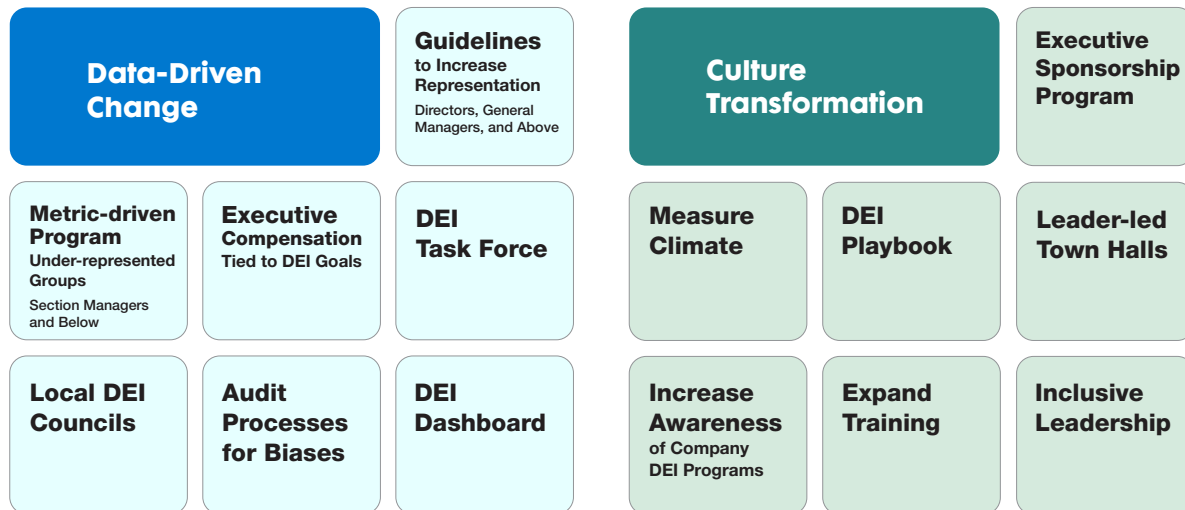 Data-Driven
Change
Guidelines
to Increase
Representation
Directors, General
Managers, and Above
Metric-driven
Program
Under-represented
Groups
Section Managers
and Below
Executive
Compensation
Tied to DEI Goals
DEI
Task Force
Local DEI
Councils
Audit
Processes
for Biases
DEI
Dashboard
Culture
Transformation
Executive
Sponsorship
Program
Measure
Climate
DEI
Playbook
Leader-led
Town Halls
Increase
Awareness
of Company
DEI Programs
Expand
Training
Inclusive
Leadership